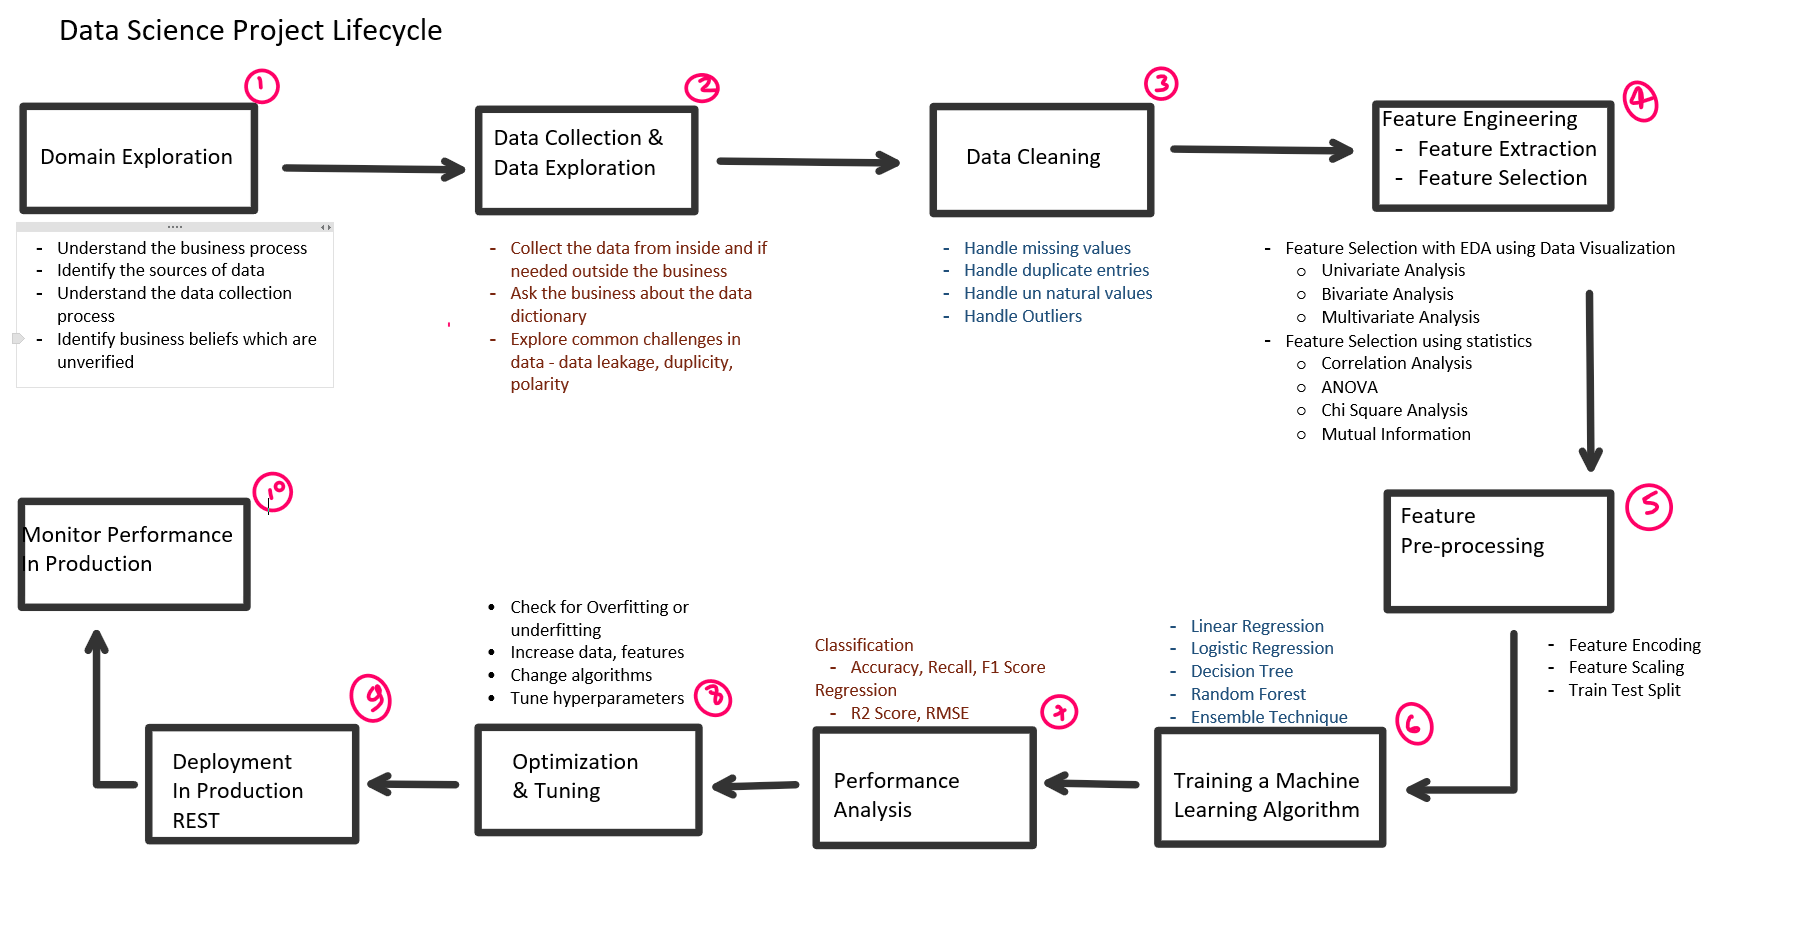 Data Science Project Lifecycle
1
Domain Exploration
- Understand the business process
- Identify the sources of data
- Understand the data collection
process
- Identify business beliefs which are
unverified
2
Data Collection &
Data Exploration
- Collect the data from inside and if
needed outside the business
- Ask the business about the data
dictionary
- Explore common challenges in
data - data leakage, duplicity,
polarity
3
Data Cleaning
- Handle missing values
- Handle duplicate entries
- Handle un natural values
- Handle Outliers
4
Feature Engineering
- Feature Extraction
- Feature Selection
- Feature Selection with EDA using Data Visualization
o Univariate Analysis
o Bivariate Analysis
o Multivariate Analysis
- Feature Selection using statistics
o Correlation Analysis
o ANOVA
o Chi Square Analysis
o Mutual Information
5
Feature
Pre-processing
- Feature Encoding
- Feature Scaling
- Train Test Split
- Linear Regression
- Logistic Regression
- Decision Tree
- Random Forest
- Ensemble Technique
6
Training a Machine
Learning Algorithm
Classification
- Accuracy, Recall, F1 Score
Regression
- R2 Score, RMSE
7
Performance
Analysis
• Check for Overfitting or
underfitting
• Increase data, features
• Change algorithms
• Tune hyperparameters
8
Optimization
& Tuning
9
Deployment
In Production
REST
10
Monitor Performance
In Production